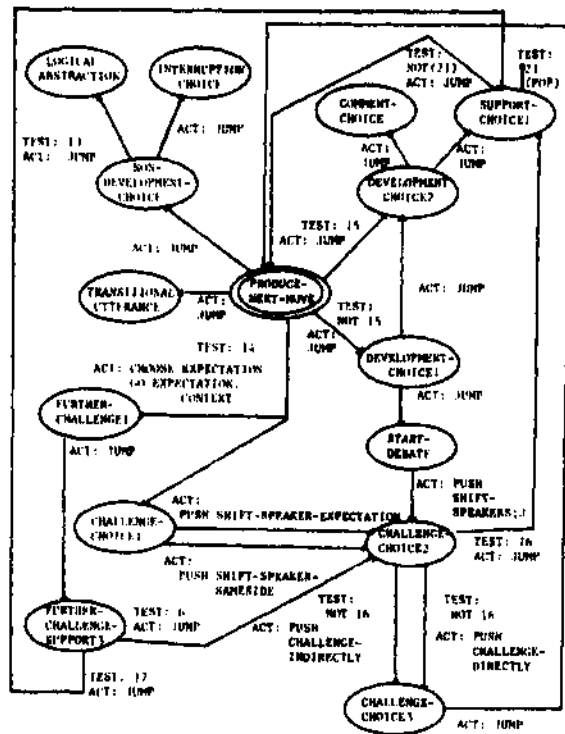 LOGICAL
ABSTRACTION
INTERRUPTION
CHOICE
TEST: 13
ACT: JUMP
ACT: JUMP
NON-
DEVELOPMENT-
CHOICE
ACT: JUMP
TEST:
NOT(21)
ACT: JUMP
TEST:
21
(POP)
COMMENT-
CHOICE
SUPPORT-
CHOICE1
ACT:
JUMP
ACT:
JUMP
DEVELOPMENT
CHOICE2
TEST: 15
ACT: JUMP
TRANSITIONAL
UTTERANCE
ACT:
JUMP
PRODUCE-
NEXT-MOVE
TEST:
NOT 15
ACT:
JUMP
ACT: JUMP
TEST: 14
ACT: CHOOSE EXPECTATION
GO EXPECTATION,
CONTEXT
DEVELOPMENT-
CHOICE1
ACT: JUMP
FURTHER-
CHALLENGE1
ACT: JUMP
START-
DEBATE
ACT: PUSH
SHIFT-
ACT:
PUSH SHIFT-SPEAKER-EXPECTATION
CHALLENGE-
CHOICE1
CHALLENGE-
CHOICE2
TEST:
ACT: JUMP
ACT:
PUSH SHIFT-SPEAKER-
SAMESIDE
FURTHER-
CHALLENGE-
TEST: 6
ACT: JUMP
TEST:
NOT 16
ACT: PUSH
CHALLENGE-
INDIRECTLY
TEST:
NOT 16
ACT: PUSH
CHALLENGE-
DIRECTLY
TEST:
ACT: JUMP
CHALLENGE-
CHOICE3
ACT: JUMP